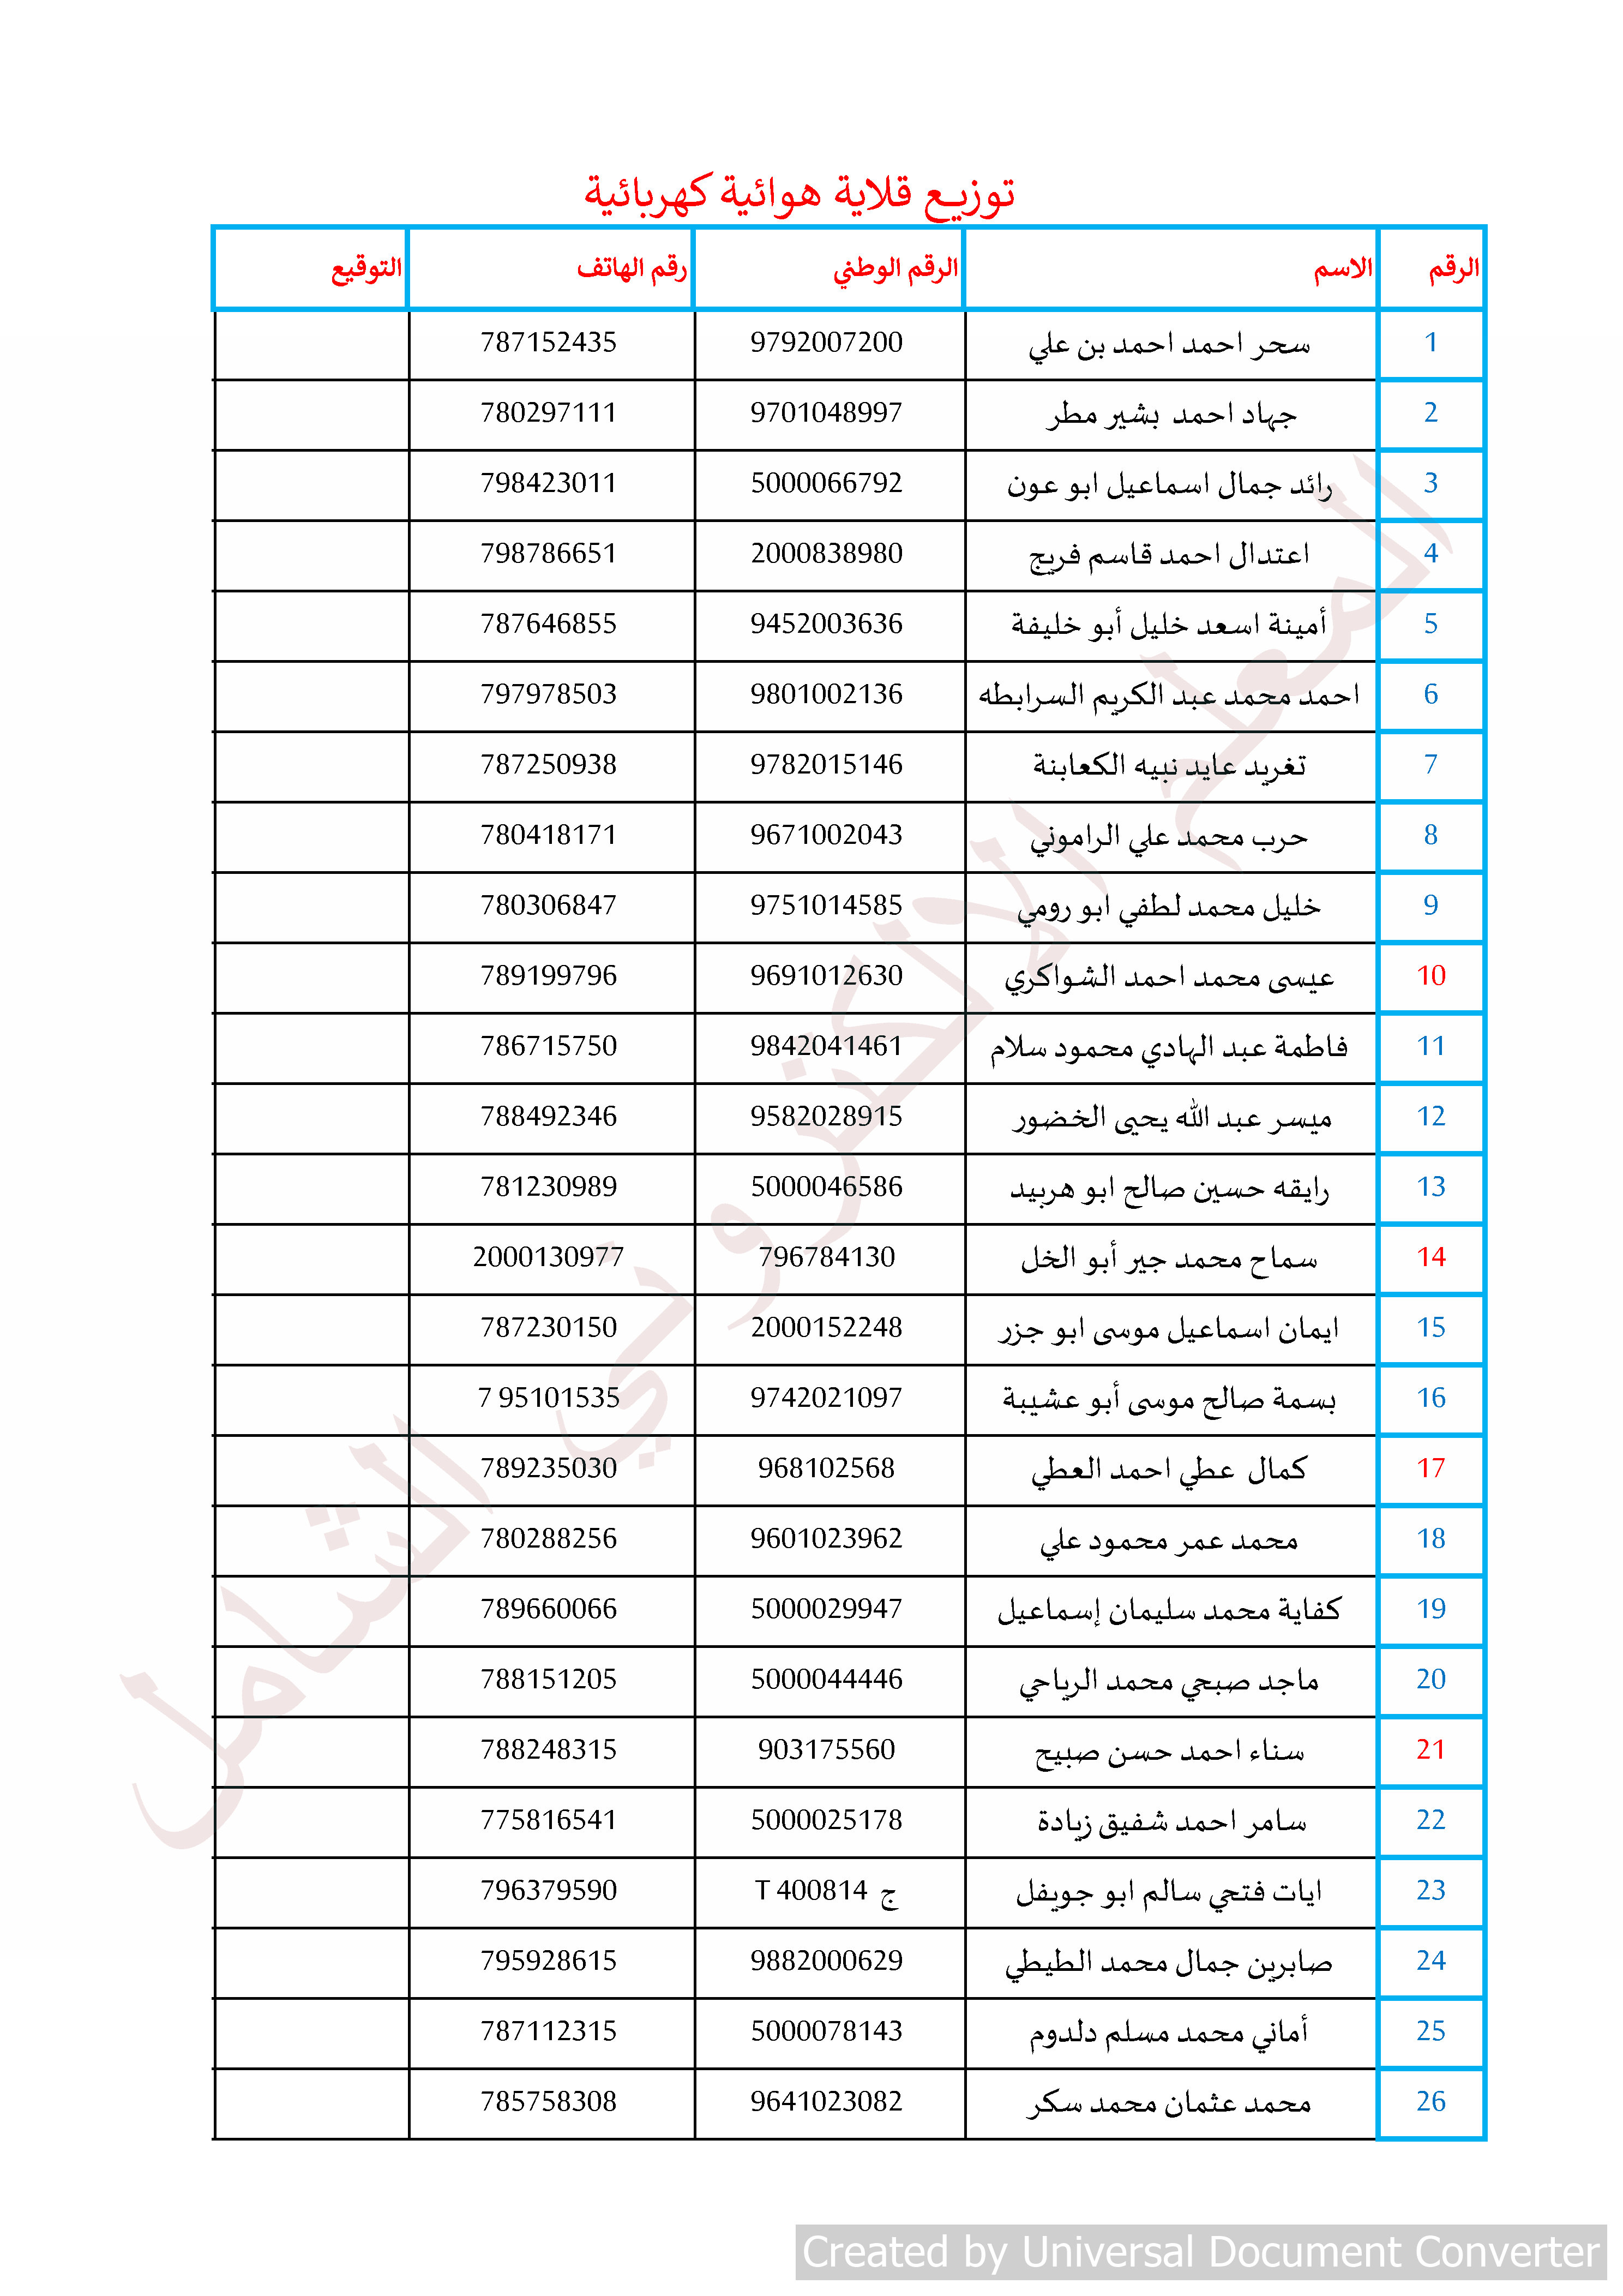 توزيع قلاية هوائية كهربائية
الرقم الاسم الرقم الوطني رقم الهاتف التوقيع
1 سحر احمد احمد بن علي 9792007200 787152435
2 جهاد احمد بشير مطر 9701048997 780297111
3 رائد جمال اسماعيل ابو عون 5000066792 798423011
4 اعتدال احمد قاسم فريج 2000838980 798786651
5 أمينة اسعد خليل أبو خليفة 9452003636 787646855
6 احمد محمد عبد الكريم السرابطه 9801002136 797978503
7 تغريد عايد نبيه الكعابنة 9782015146 787250938
8 حرب محمد علي الراموني 9671002043 780418171
9 خليل محمد لطفي ابو رومي 9751014585 780306847
10 عيسى محمد احمد الشواكري 9691012630 789199796
11 فاطمة عبد الهادي محمود سلام 9842041461 786715750
12 ميسر عبد الله يحيى الخضور 9582028915 788492346
13 رايقه حسين صالح ابو هربيد 5000046586 781230989
14 سماح محمد جير أبو الخل 796784130 2000130977
15 ايمان اسماعيل موسى ابو جزر 2000152248 787230150
16 بسمة صالح موسى أبو عشيبة 9742021097 7 95101535
17 كمال عطي احمد العطي 968102568 789235030
18 محمد عمر محمود علي 9601023962 780288256
19 كفاية محمد سليمان إسماعيل 5000029947 789660066
20 ماجد صبحي محمد الرياحي 5000044446 788151205
21 سناء احمد حسن صبيح 903175560 788248315
22 سامر احمد شفيق زيادة 5000025178 775816541
23 ايات فتحي سالم ابو جويفل ج T 400814 796379590
24 صابرين جمال محمد الطيطي 9882000629 795928615
25 أماني محمد مسلم دلدوم 5000078143 787112315
26 محمد عثمان محمد سكر 9641023082 785758308
المعلم الالكتروني الشامل
Created by Universal Document Converter